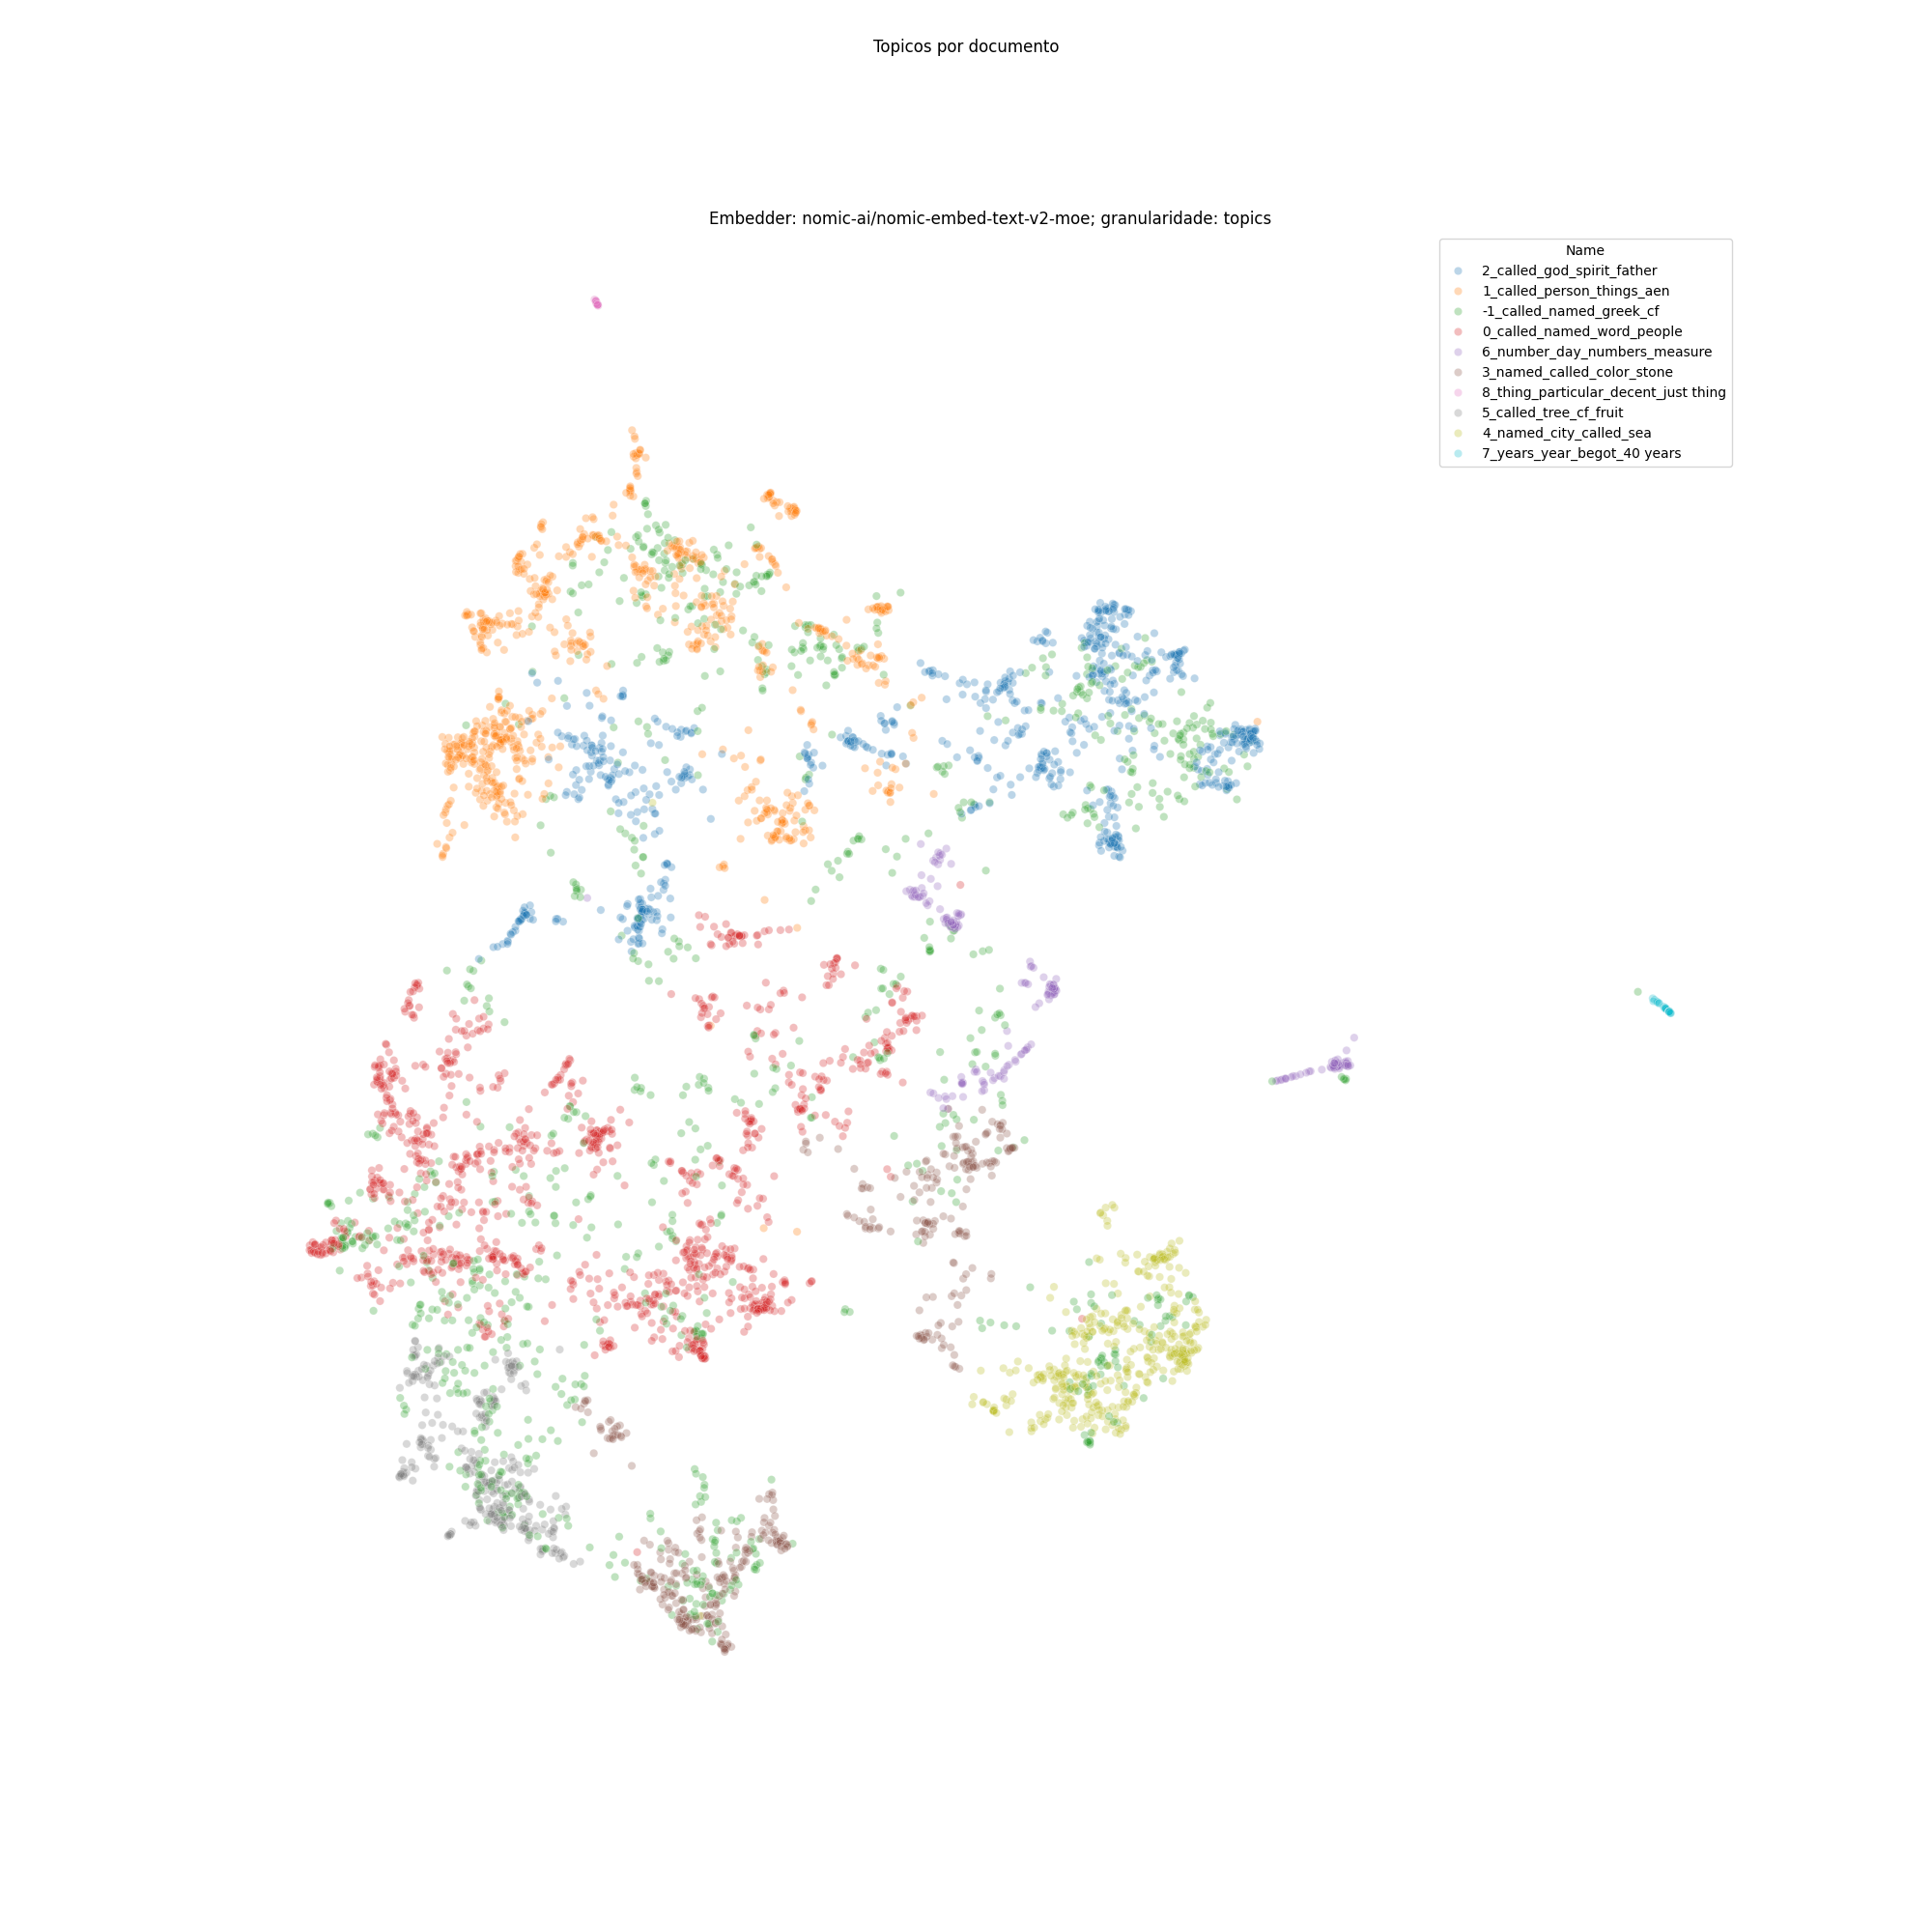 Topicos por documento
Embedder: nomic-ai/nomic-embed-text-v2-moe; granularidade: topics
Name
2_called_god_spirit_father
1_called_person_things_aen
-1_called_named_greek_cf
0_called_named_word_people
6_number_day_numbers_measure
3_named_called_color_stone
8_thing_particular_decent_just thing
5_called_tree_cf_fruit
4_named_city_called_sea
7_years_year_begot_40 years